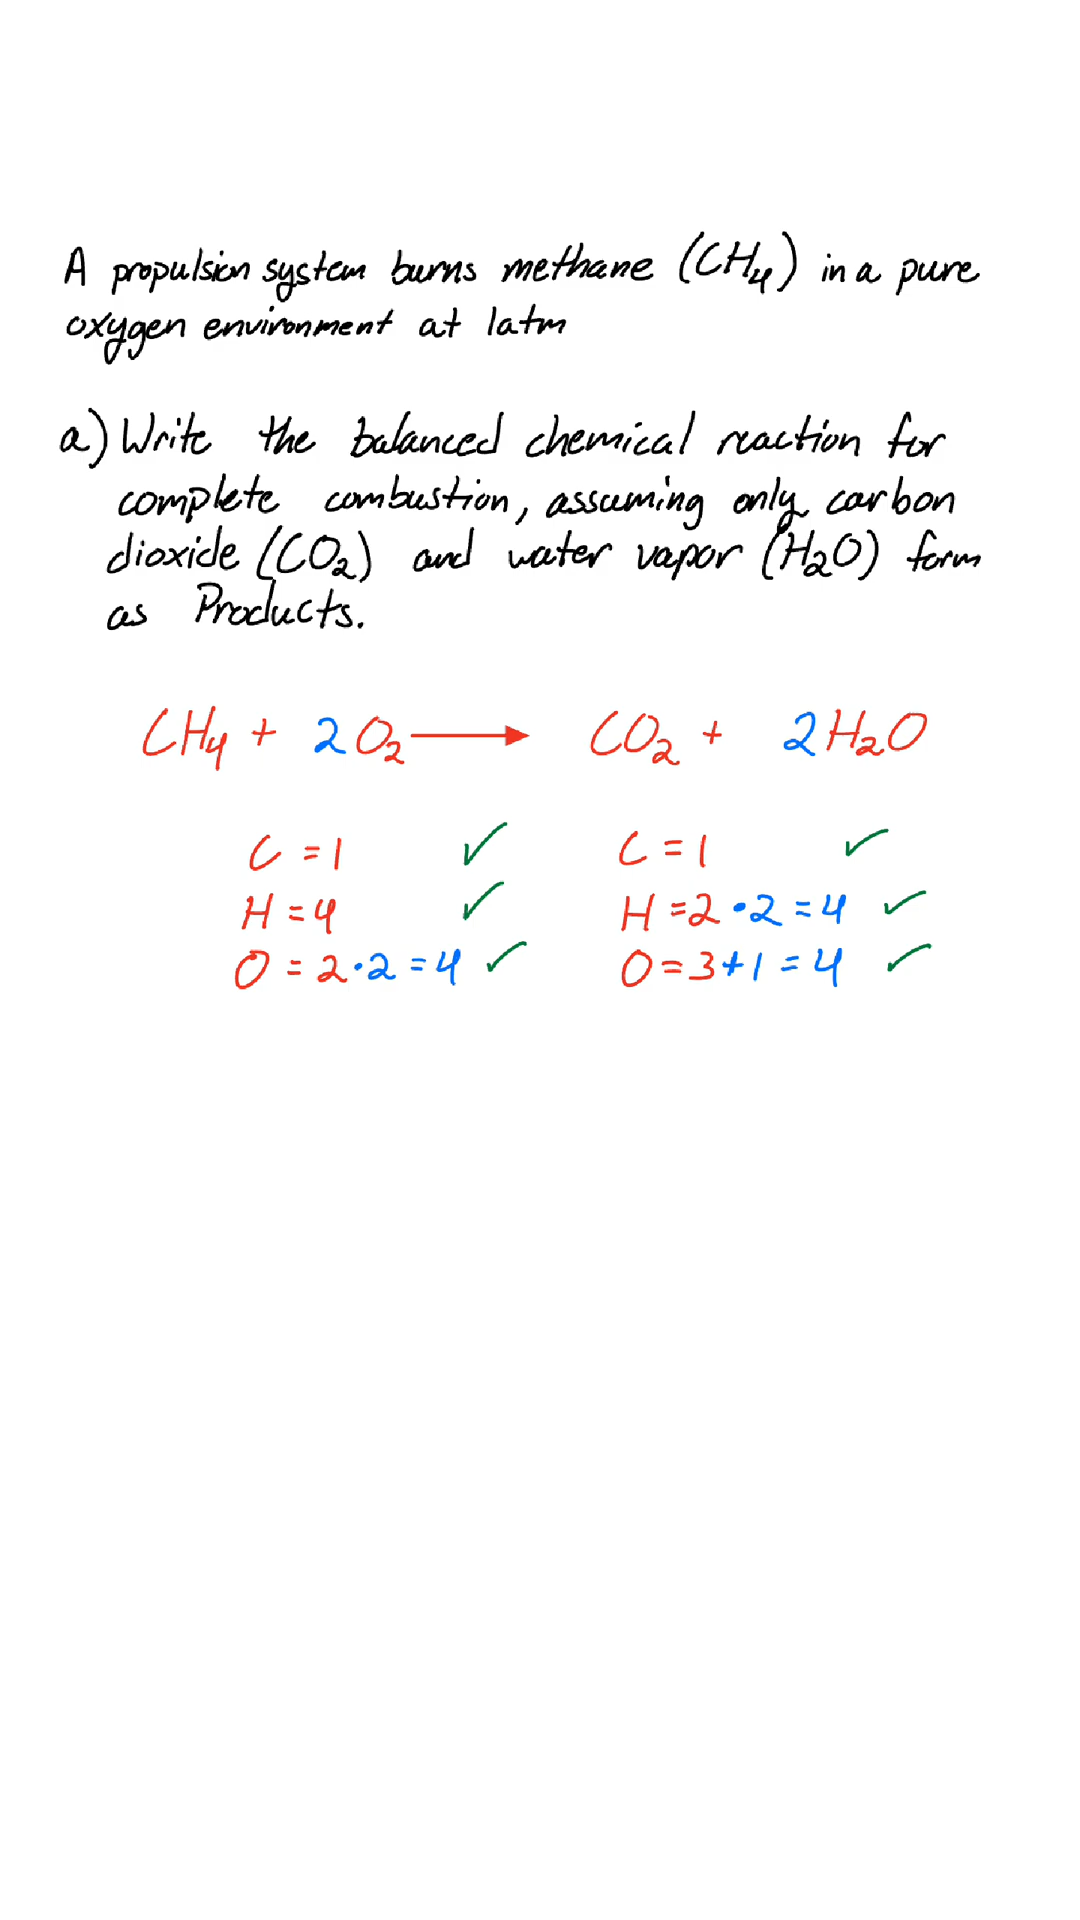 A propulsion system burns methane (CH₄) in a pure
oxygen environment at 1atm
a) Write the balanced chemical reaction for
complete combustion, assuming only carbon
dioxide (CO₂) and water vapor (H₂O) form
as Products.
CH₄ + 2O₂ ⟶ CO₂ + 2H₂O
C = 1 ✓ C = 1 ✓
H = 4 ✓ H = 2 • 2 = 4 ✓
O = 2 • 2 = 4 ✓ O = 3 + 1 = 4 ✓